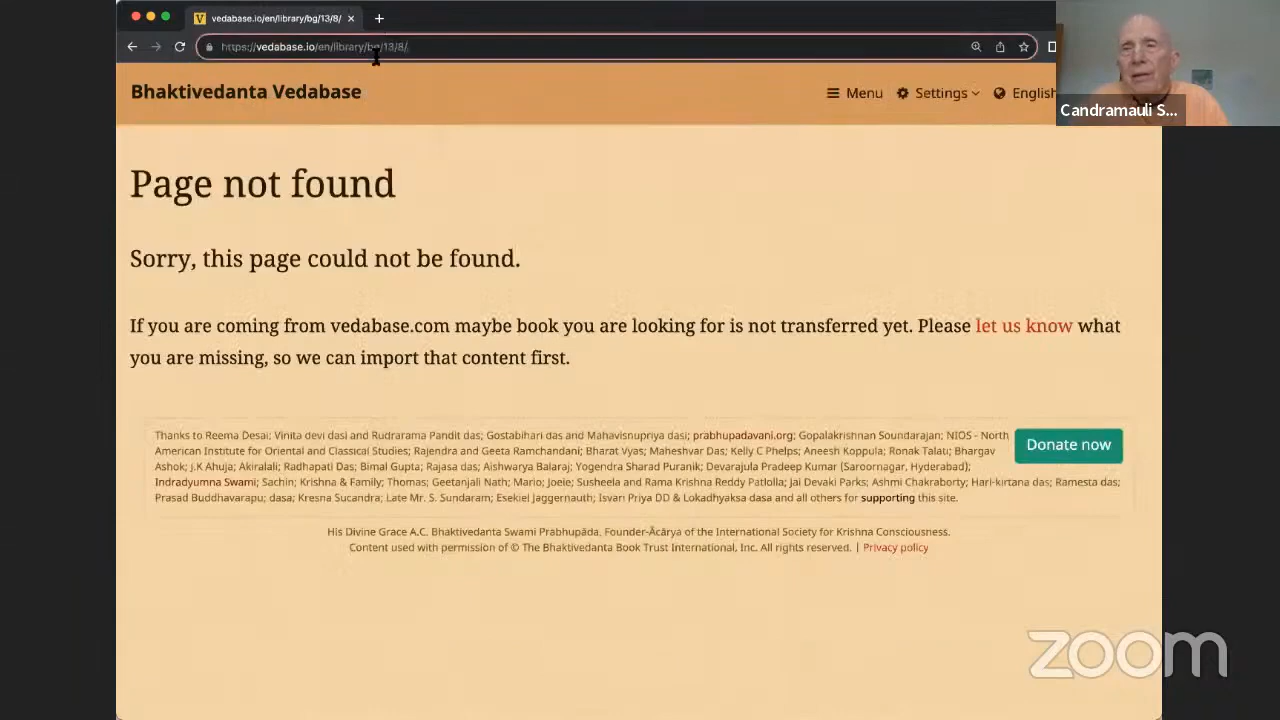 vedabase.io/en/library/bg/13/8/
https://vedabase.io/en/library/bg/13/8/
Bhaktivedanta Vedabase
Menu Settings English
Candramauli S...
Page not found
Sorry, this page could not be found.
If you are coming from vedabase.com maybe book you are looking for is not transferred yet. Please let us know what
you are missing, so we can import that content first.
Thanks to Reema Desai; Vinita devi dasi and Rudrarama Pandit das; Gostabihari das and Mahavisnupriya dasi; prabhupadavani.org; Gopalakrishnan Soundarajan; NIOS - North
American Institute for Oriental and Classical Studies; Rajendra and Geeta Ramchandani; Bharat Vyas; Maheshvar Das; Kelly C Phelps; Aneesh Koppula; Ronak Talati; Bhargav
Ashok; J.K Ahuja; Akiralali; Radhapati Das; Bimal Gupta; Rajasa das; Aishwarya Balaraj; Yogendra Sharad Puranik; Devarajula Pradeep Kumar (Saroornagar, Hyderabad);
Indradyumna Swami; Sachin; Krishna & Family; Thomas; Geetanjali Nath; Mario; Joeie; Susheela and Rama Krishna Reddy Patlolla; Jai Devaki Parks; Ashmi Chakraborty; Hari-kirtana das; Ramesta das;
Prasad Buddhavarapu; dasa; Kresna Sucandra; Late Mr. S. Sundaram; Esekiel Jaggernauth; Isvari Priya DD & Lokadhyaksa dasa and all others for supporting this site.
Donate now
His Divine Grace A.C. Bhaktivedanta Swami Prabhupāda, Founder-Ācārya of the International Society for Krishna Consciousness.
Content used with permission of © The Bhaktivedanta Book Trust International, Inc. All rights reserved. | Privacy policy
zoom